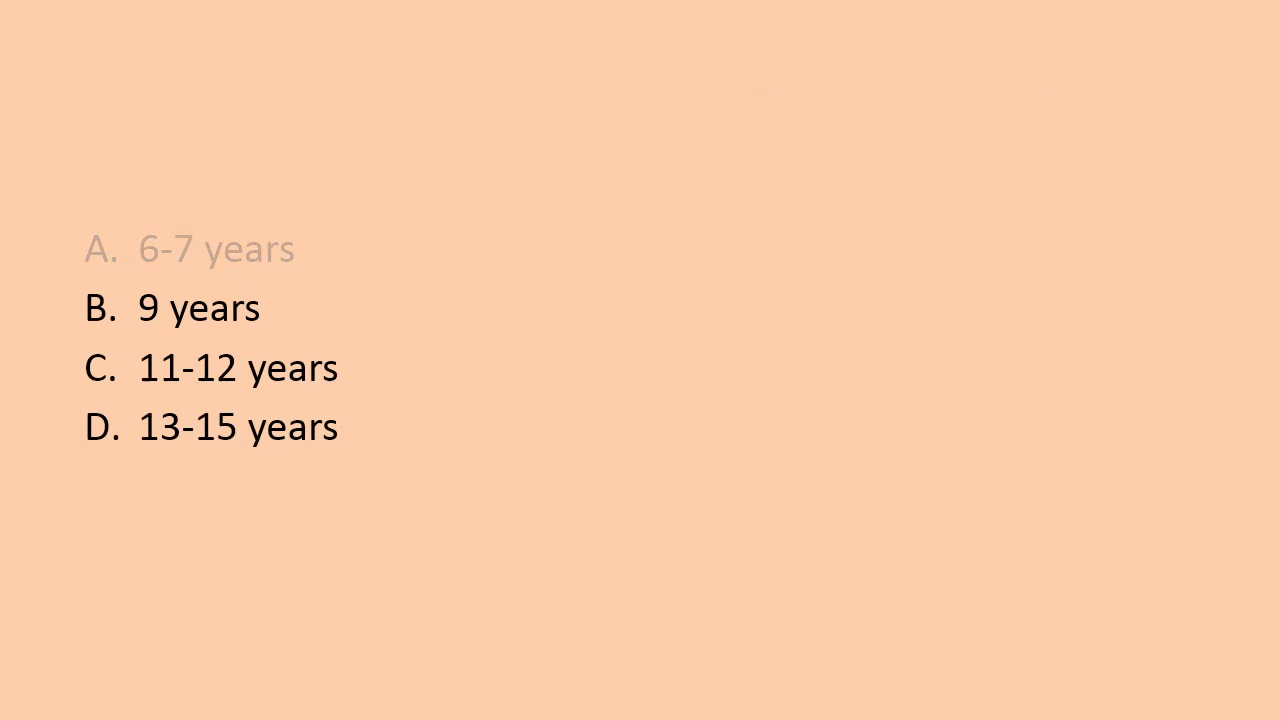 A. 6-7 years
B. 9 years
C. 11-12 years
D. 13-15 years